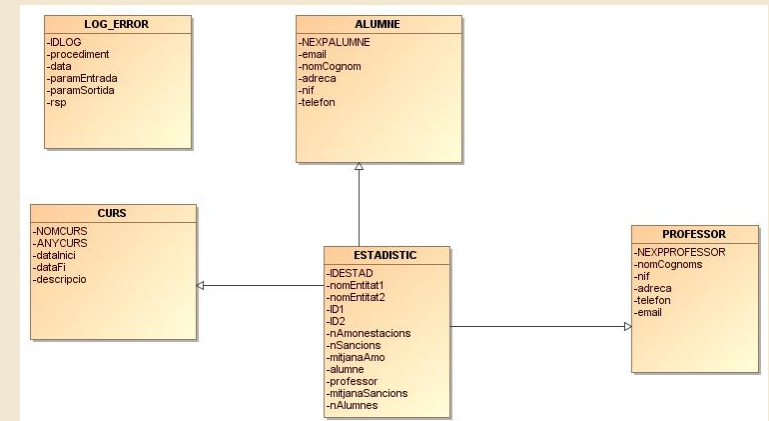 LOG_ERROR
-IDLOG
-procediment
-data
-paramEntrada
-paramSortida
-rsp
ALUMNE
-NEXPALUMNE
-email
-nomCognom
-adreca
-nif
-telefon
CURS
-NOMCURS
-ANYCURS
-dataInici
-dataFi
-descripcio
ESTADISTIC
-IDESTAD
-nomEntitat1
-nomEntitat2
-ID1
-ID2
-nAmonestacions
-nSancions
-mitjanaAmo
-alumne
-professor
-mitjanaSancions
-nAlumnes
PROFESSOR
-NEXPPROFESSOR
-nomCognoms
-nif
-adreca
-telefon
-email